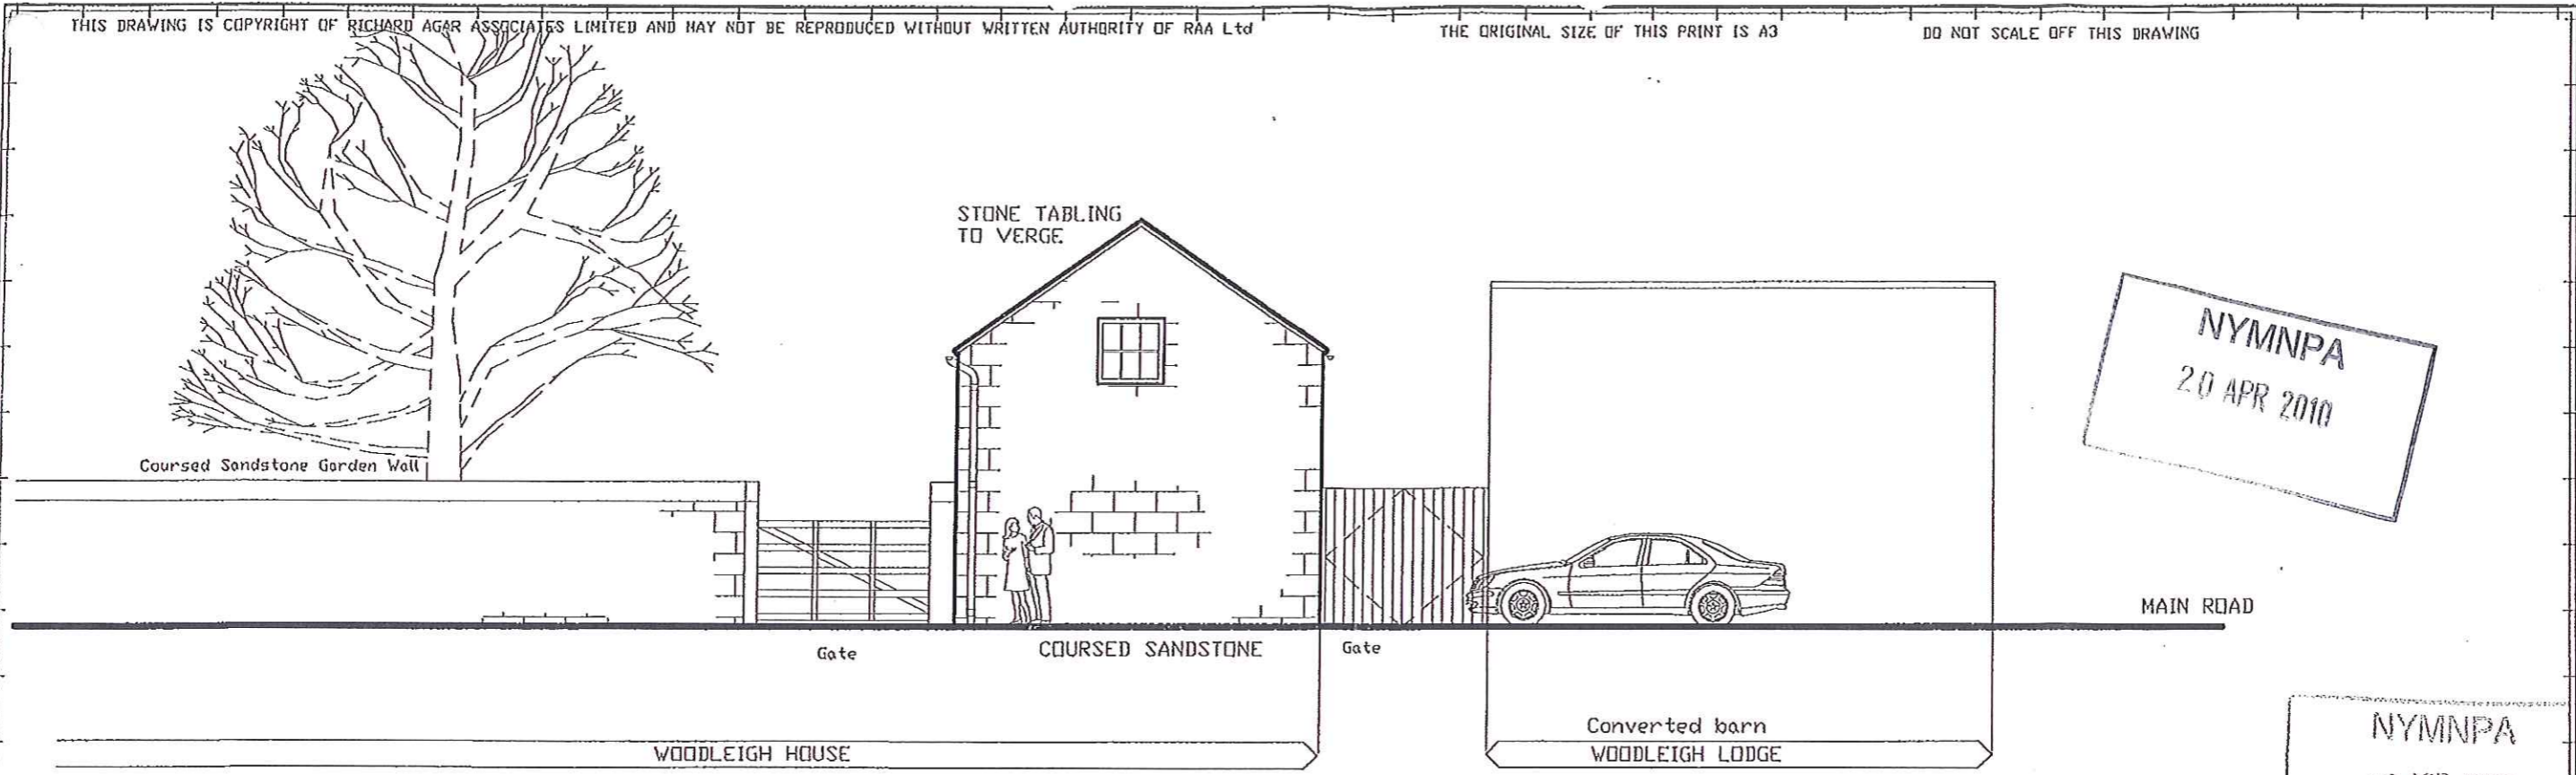 THIS DRAWING IS COPYRIGHT OF RICHARD AGAR ASSOCIATES LIMITED AND MAY NOT BE REPRODUCED WITHOUT WRITTEN AUTHORITY OF RAA Ltd
THE ORIGINAL SIZE OF THIS PRINT IS A3
DO NOT SCALE OFF THIS DRAWING
STONE TABLING
TO VERGE
NYMNPA
20 APR 2010
Coursed Sandstone Garden Wall
MAIN ROAD
Gate
COURSED SANDSTONE
Gate
Converted barn
WOODLEIGH HOUSE
WOODLEIGH LODGE
NYMNPA